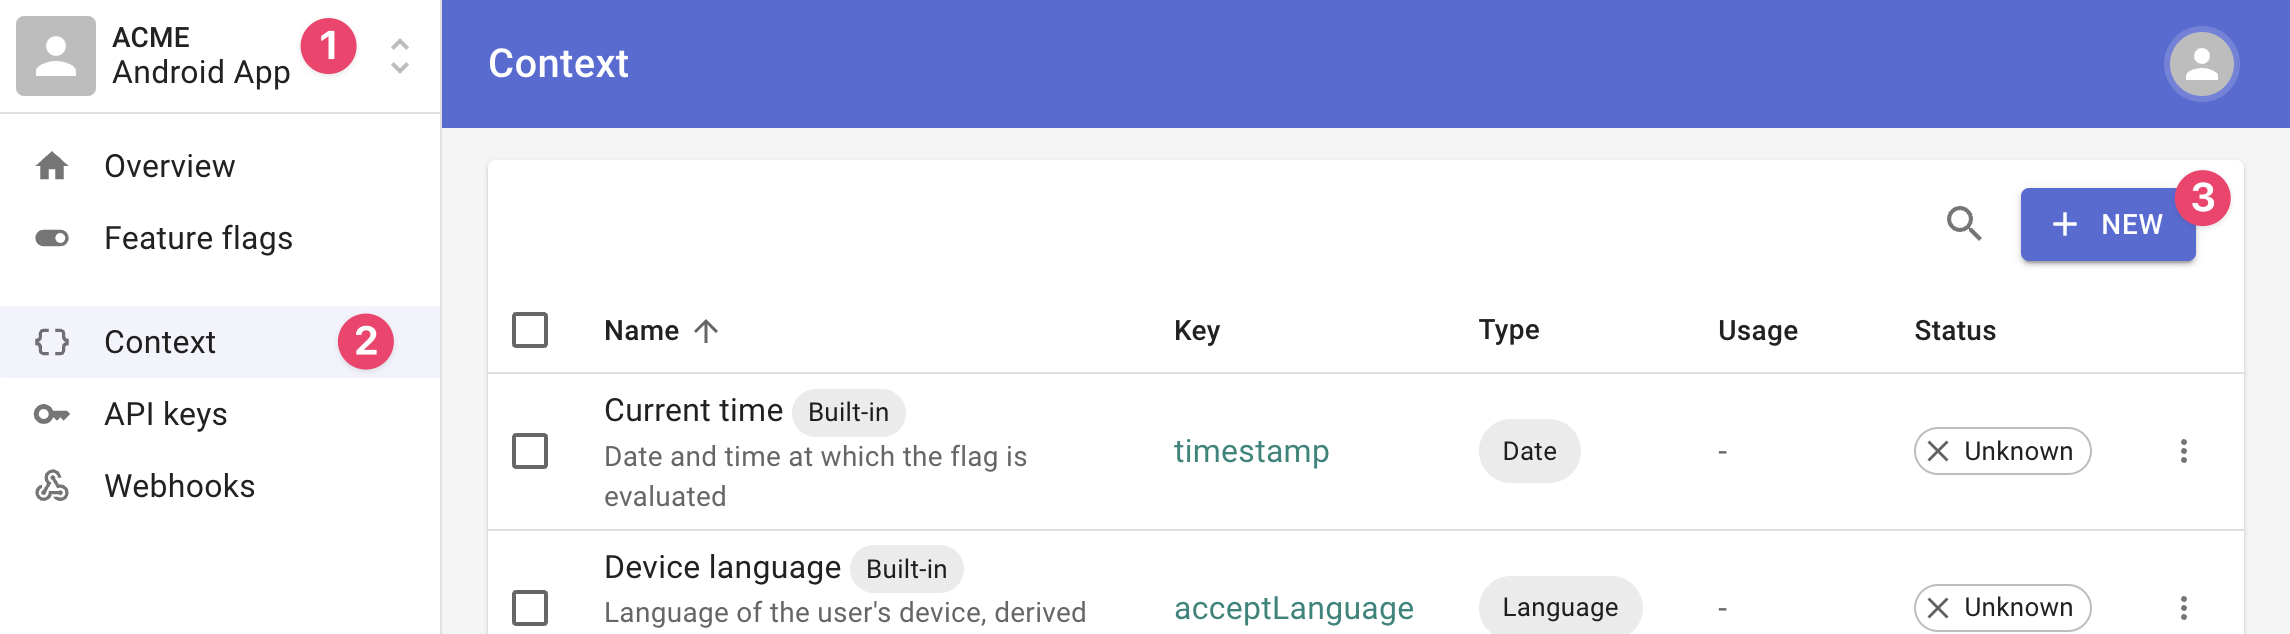 ACME
Android App
1
Context
Overview
Feature flags
Context
2
API keys
Webhooks
+ NEW
3
Name ↑ Key Type Usage Status
Current time Built-in
Date and time at which the flag is
evaluated
timestamp Date - Unknown
Device language Built-in
Language of the user's device, derived
acceptLanguage Language - Unknown